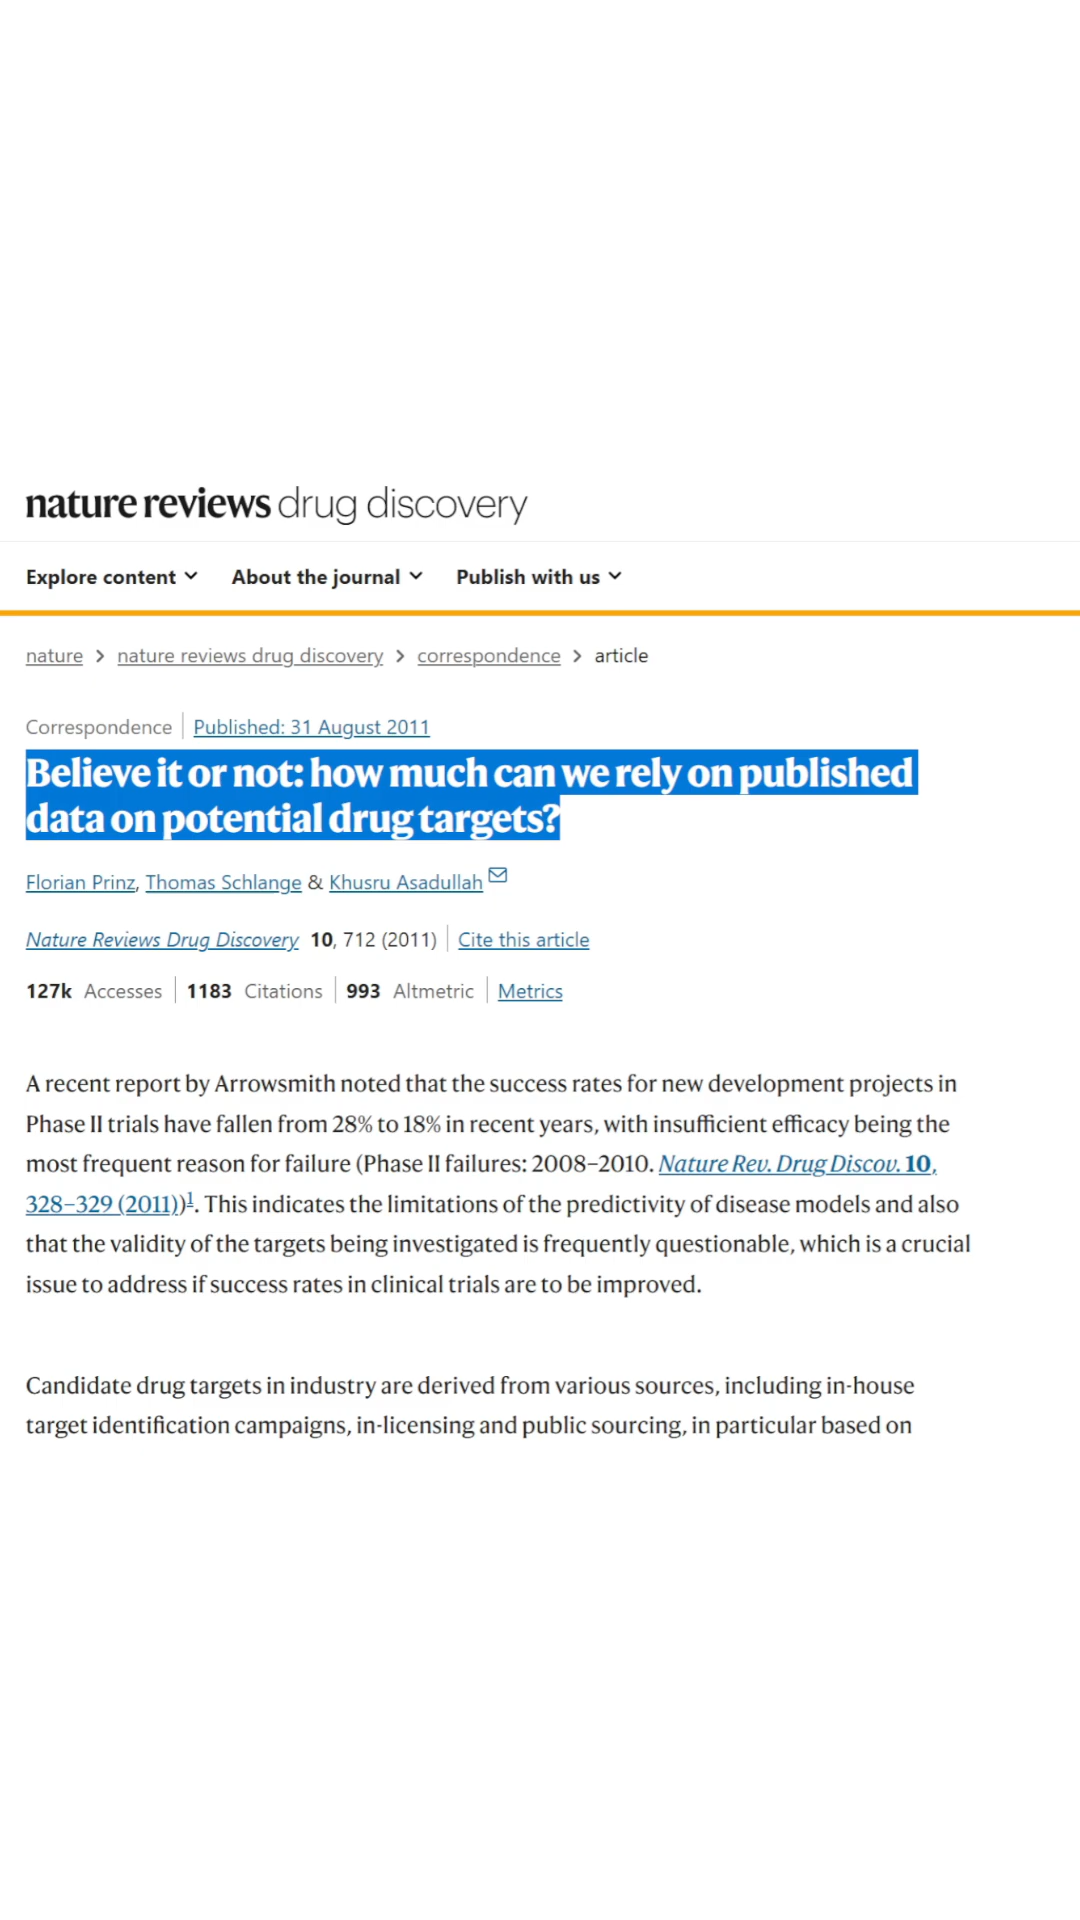 nature reviews drug discovery
Explore content About the journal Publish with us
nature > nature reviews drug discovery > correspondence > article
Correspondence | Published: 31 August 2011
Believe it or not: how much can we rely on published
data on potential drug targets?
Florian Prinz, Thomas Schlange & Khusru Asadullah
Nature Reviews Drug Discovery 10, 712 (2011) | Cite this article
127k Accesses | 1183 Citations | 993 Altmetric | Metrics
A recent report by Arrowsmith noted that the success rates for new development projects in
Phase II trials have fallen from 28% to 18% in recent years, with insufficient efficacy being the
most frequent reason for failure (Phase II failures: 2008–2010. Nature Rev. Drug Discov. 10,
328–329 (2011))1. This indicates the limitations of the predictivity of disease models and also
that the validity of the targets being investigated is frequently questionable, which is a crucial
issue to address if success rates in clinical trials are to be improved.
Candidate drug targets in industry are derived from various sources, including in-house
target identification campaigns, in-licensing and public sourcing, in particular based on